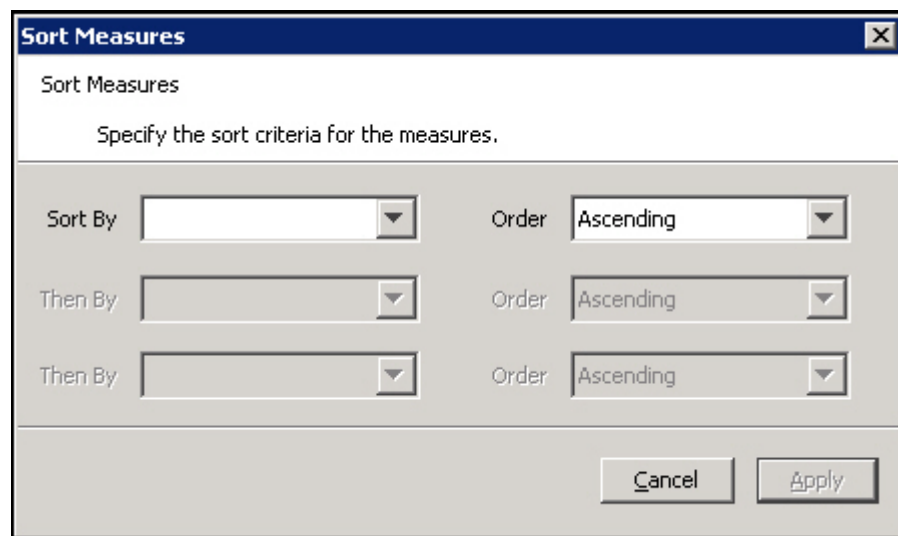 Sort Measures
Sort Measures
Specify the sort criteria for the measures.
Sort By Order Ascending
Then By Order Ascending
Then By Order Ascending
Cancel Apply